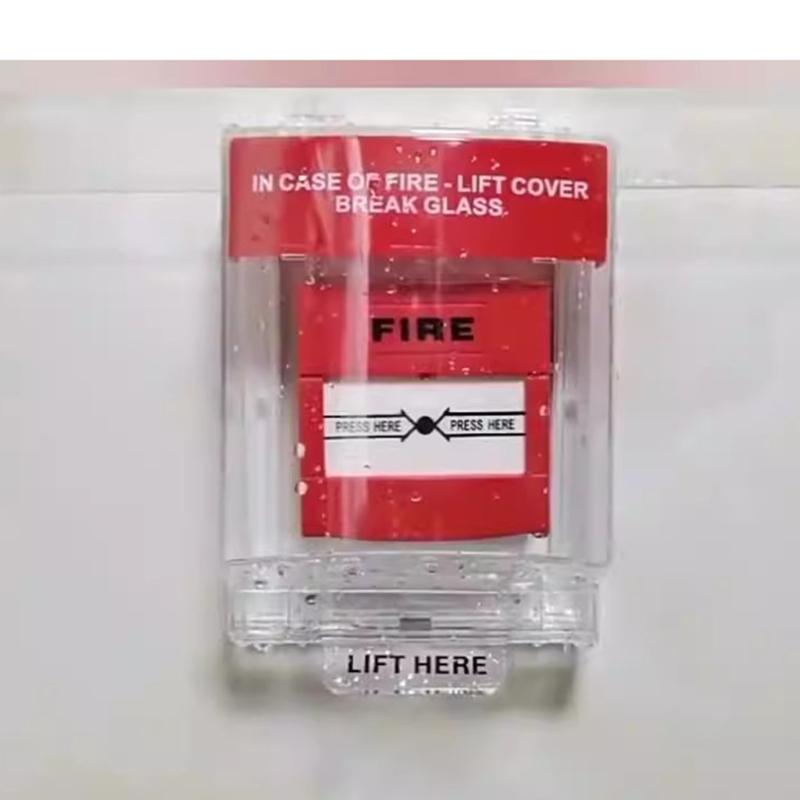 IN CASE OF FIRE - LIFT COVER
BREAK GLASS
FIRE
PRESS HERE PRESS HERE
LIFT HERE